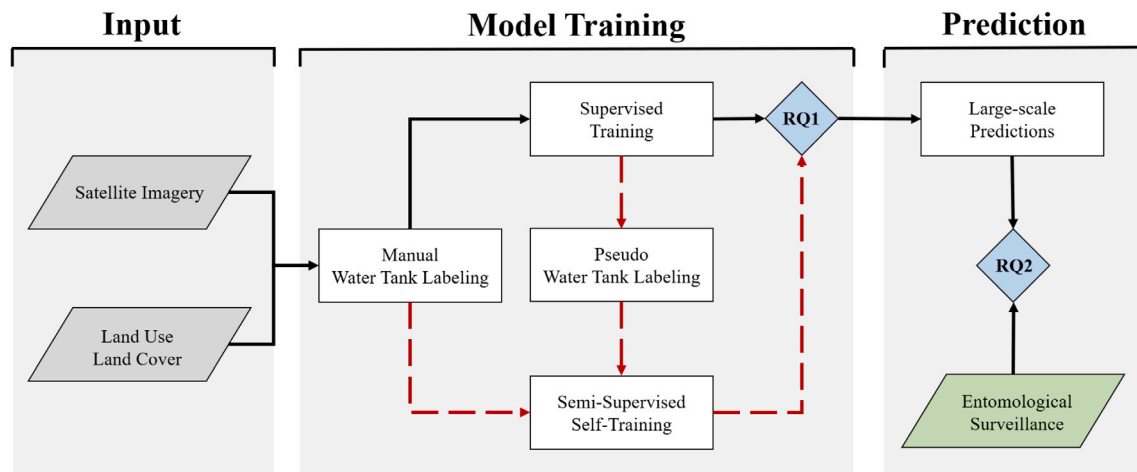 Input
Model Training
Prediction
Satellite Imagery
Land Use
Land Cover
Manual
Water Tank Labeling
Supervised
Training
Pseudo
Water Tank Labeling
Semi-Supervised
Self-Training
RQ1
Large-scale
Predictions
RQ2
Entomological
Surveillance